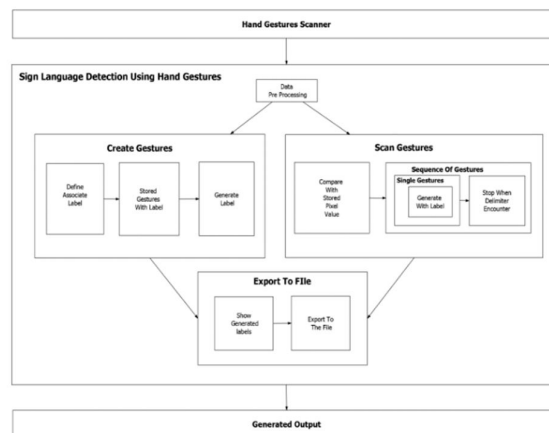 Hand Gestures Scanner
Sign Language Detection Using Hand Gestures
Data
Pre Processing
Create Gestures
Define
Associate
Label
Stored
Gestures
With Label
Generate
Label
Scan Gestures
Compare
With
Stored
Pixel
Value
Sequence Of Gestures
Single Gestures
Generate
With Label
Stop When
Delimiter
Encounter
Export To FIle
Show
Generated
labels
Export To
The File
Generated Output